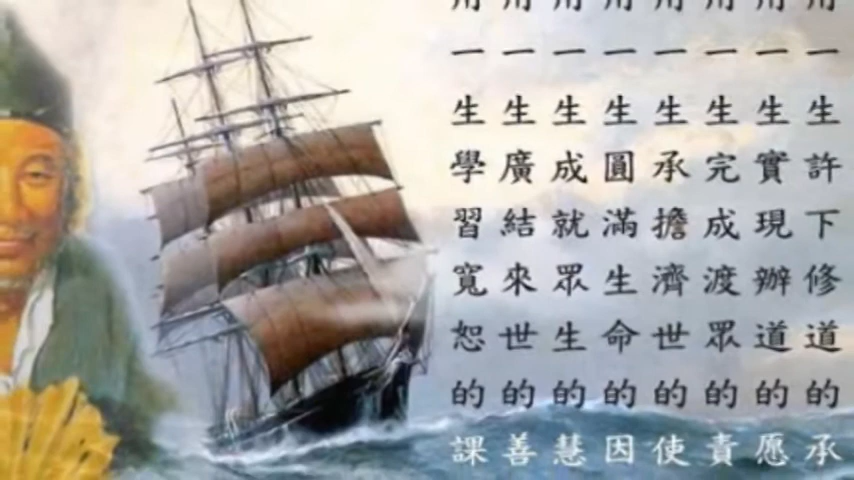 用一生許下修道的承
用一生實現辦道的愿
用一生完成渡眾的責
用一生承擔濟世的使
用一生圓滿生命的因
用一生成就眾生的慧
用一生廣結來世的善
用一生學習寬恕的課